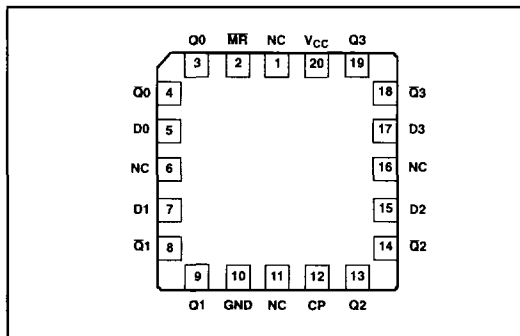 Q0 M̅R̅ NC VCC Q3
3 2 1 20 19
Q̅0 4 18 Q̅3
D0 5 17 D3
NC 6 16 NC
D1 7 15 D2
Q̅1 8 14 Q̅2
9 10 11 12 13
Q1 GND NC CP Q2